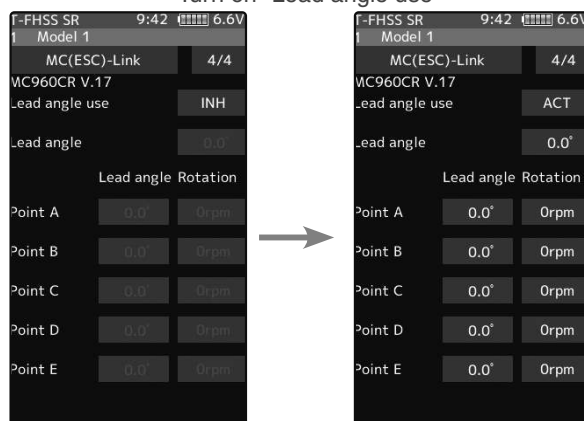 Turn on "Lead angle use"
T-FHSS SR 9:42 6.6V
1 Model 1
MC(ESC)-Link 4/4
MC960CR V.17
Lead angle use INH
Lead angle 0.0°
Lead angle Rotation
Point A 0.0° 0rpm
Point B 0.0° 0rpm
Point C 0.0° 0rpm
Point D 0.0° 0rpm
Point E 0.0° 0rpm
T-FHSS SR 9:42 6.6V
1 Model 1
MC(ESC)-Link 4/4
MC960CR V.17
Lead angle use ACT
Lead angle 0.0°
Lead angle Rotation
Point A 0.0° 0rpm
Point B 0.0° 0rpm
Point C 0.0° 0rpm
Point D 0.0° 0rpm
Point E 0.0° 0rpm